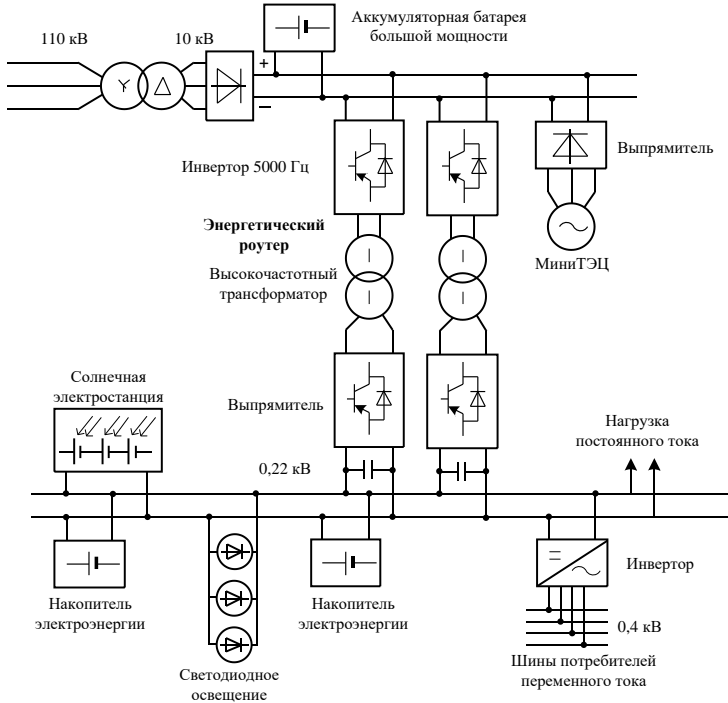 110 кВ
10 кВ
Аккумуляторная батарея
большой мощности
+
–
Инвертор 5000 Гц
Выпрямитель
Энергетический
роутер
МиниТЭЦ
Высокочастотный
трансформатор
Солнечная
электростанция
Выпрямитель
Нагрузка
постоянного тока
0,22 кВ
Инвертор
Накопитель
электроэнергии
Накопитель
электроэнергии
0,4 кВ
Шины потребителей
переменного тока
Светодиодное
освещение